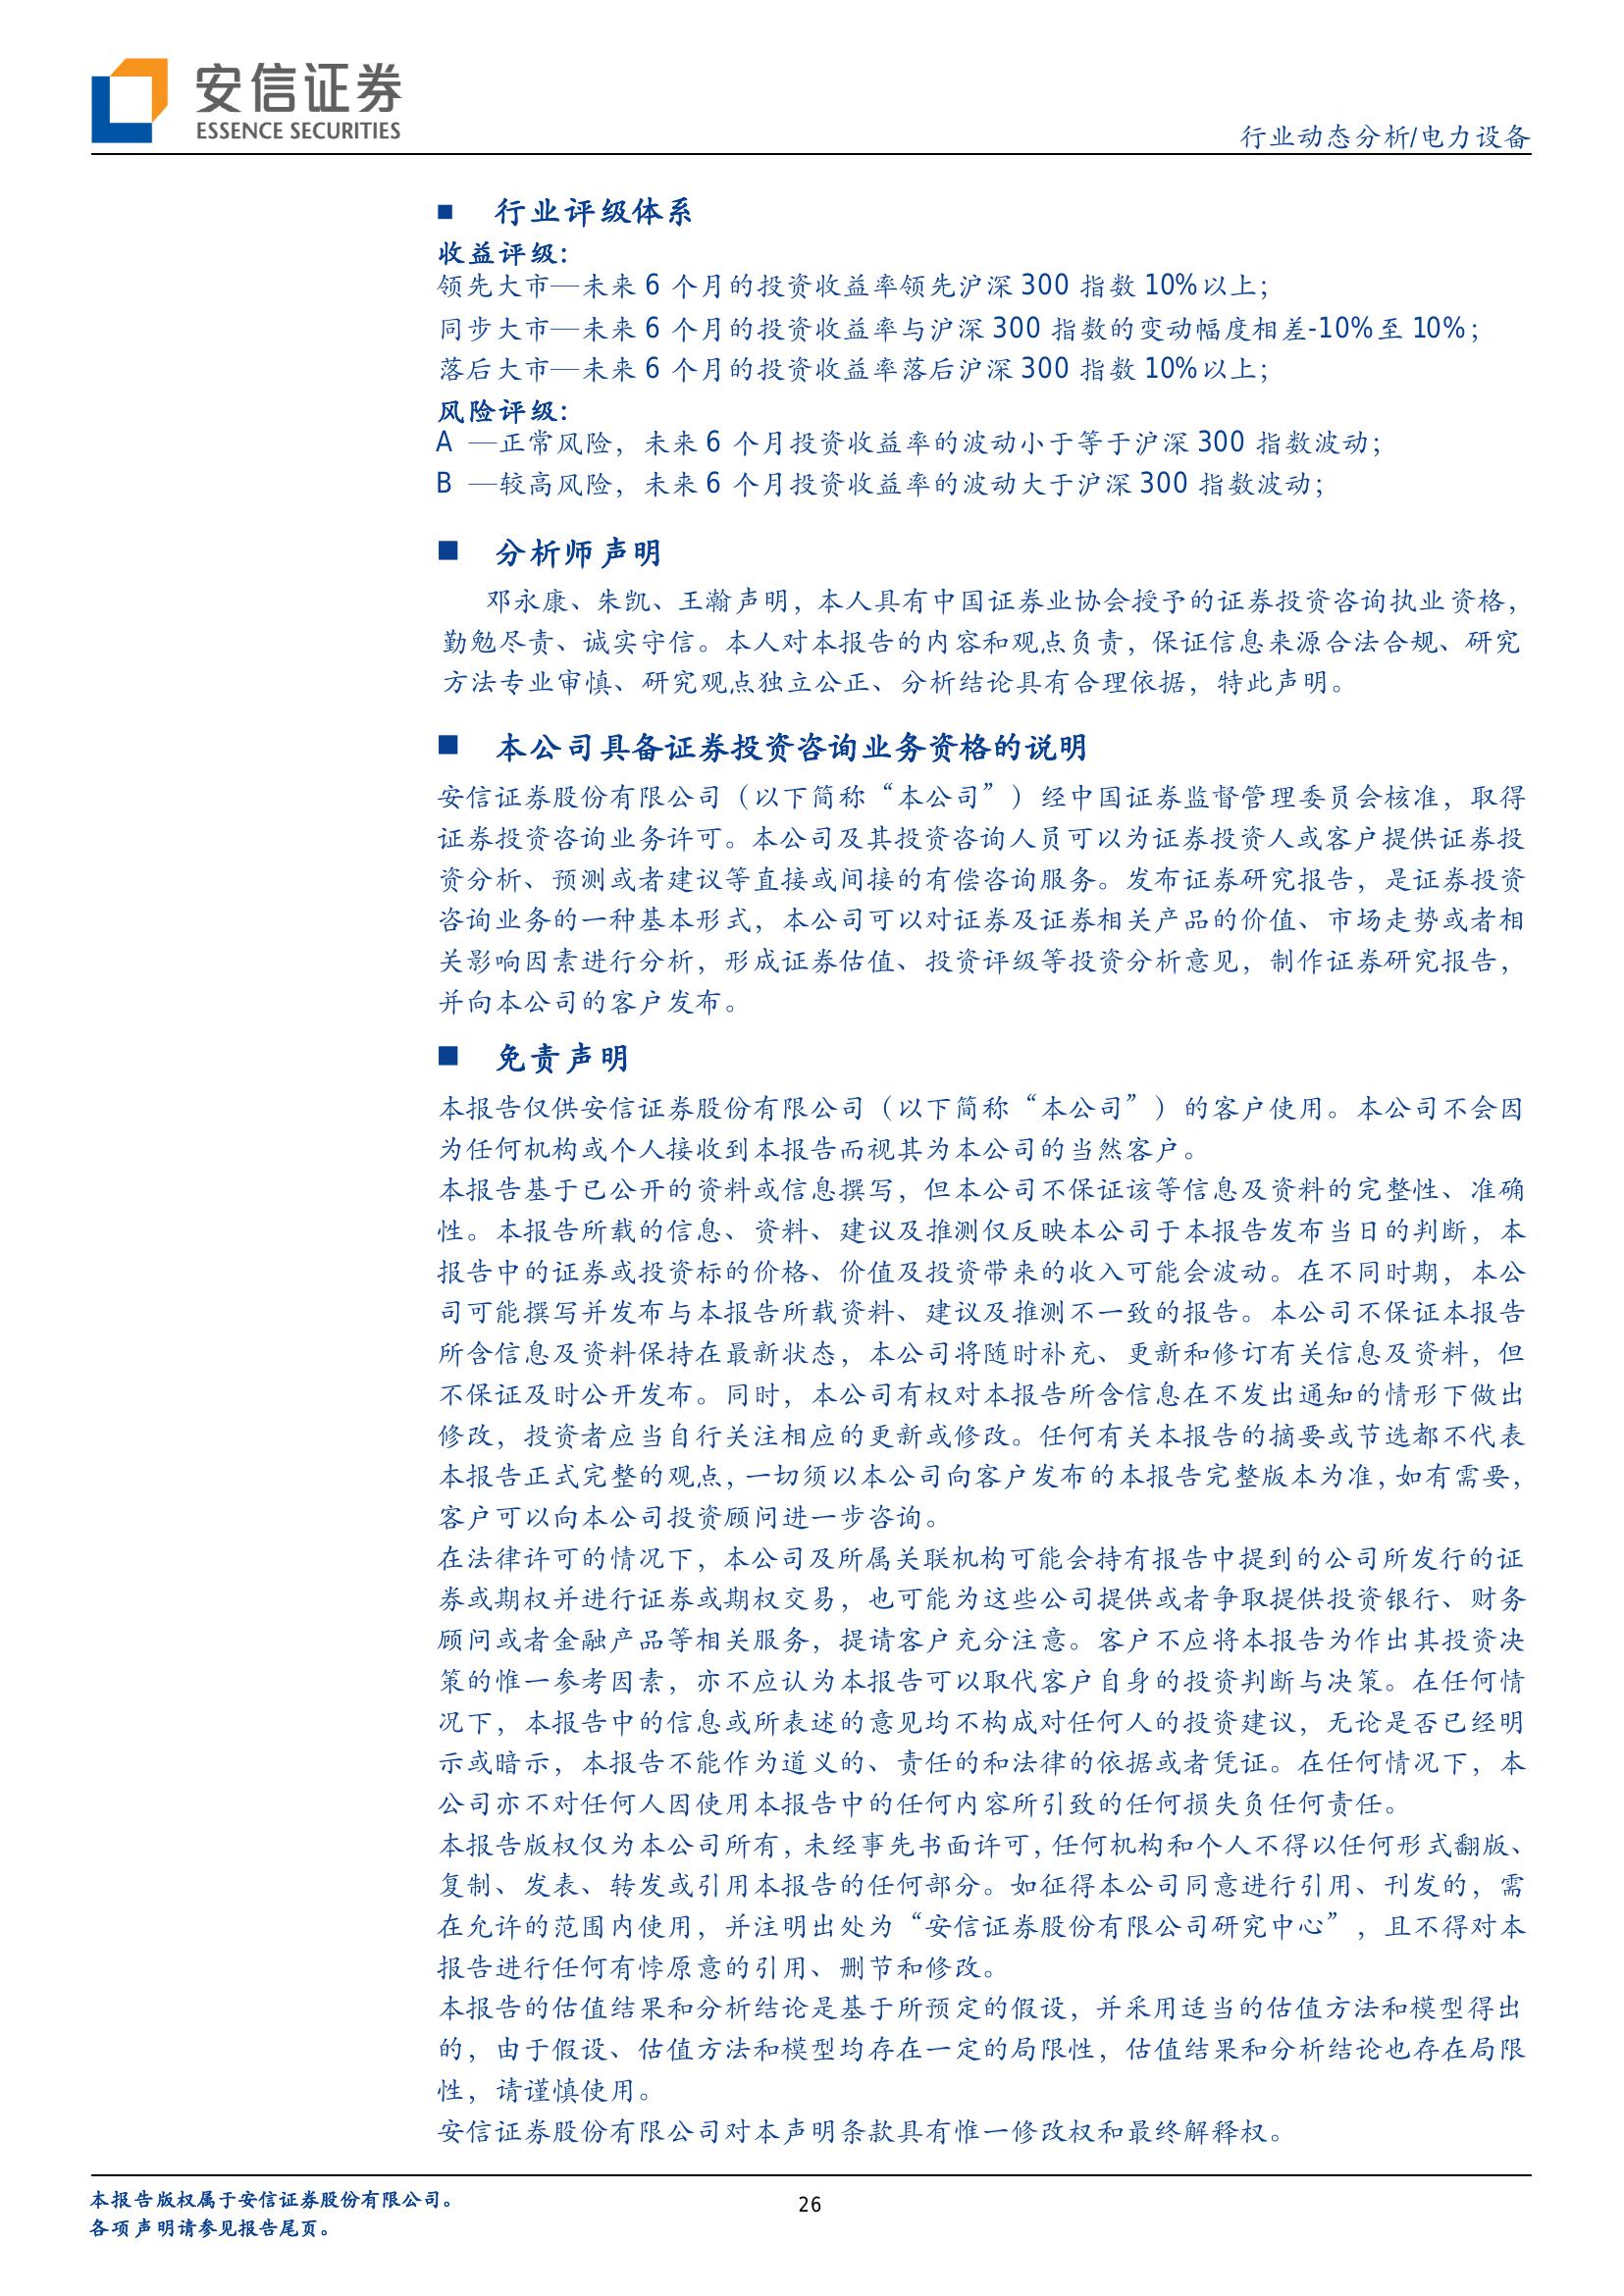 安信证券
ESSENCE SECURITIES
行业动态分析/电力设备
■ 行业评级体系
收益评级:
领先大市—未来 6 个月的投资收益率领先沪深 300 指数 10%以上;
同步大市—未来 6 个月的投资收益率与沪深 300 指数的变动幅度相差-10%至 10%;
落后大市—未来 6 个月的投资收益率落后沪深 300 指数 10%以上;
风险评级:
A —正常风险，未来 6 个月投资收益率的波动小于等于沪深 300 指数波动;
B —较高风险，未来 6 个月投资收益率的波动大于沪深 300 指数波动;
■ 分析师声明
邓永康、朱凯、王瀚声明，本人具有中国证券业协会授予的证券投资咨询执业资格，
勤勉尽责、诚实守信。本人对本报告的内容和观点负责，保证信息来源合法合规、研究
方法专业审慎、研究观点独立公正、分析结论具有合理依据，特此声明。
■ 本公司具备证券投资咨询业务资格的说明
安信证券股份有限公司（以下简称“本公司”）经中国证券监督管理委员会核准，取得
证券投资咨询业务许可。本公司及其投资咨询人员可以为证券投资人或客户提供证券投
资分析、预测或者建议等直接或间接的有偿咨询服务。发布证券研究报告，是证券投资
咨询业务的一种基本形式，本公司可以对证券及证券相关产品的价值、市场走势或者相
关影响因素进行分析，形成证券估值、投资评级等投资分析意见，制作证券研究报告，
并向本公司的客户发布。
■ 免责声明
本报告仅供安信证券股份有限公司（以下简称“本公司”）的客户使用。本公司不会因
为任何机构或个人接收到本报告而视其为本公司的当然客户。
本报告基于已公开的资料或信息撰写，但本公司不保证该等信息及资料的完整性、准确
性。本报告所载的信息、资料、建议及推测仅反映本公司于本报告发布当日的判断，本
报告中的证券或投资标的价格、价值及投资带来的收入可能会波动。在不同时期，本公
司可能撰写并发布与本报告所载资料、建议及推测不一致的报告。本公司不保证本报告
所含信息及资料保持在最新状态，本公司将随时补充、更新和修订有关信息及资料，但
不保证及时公开发布。同时，本公司有权对本报告所含信息在不发出通知的情形下做出
修改，投资者应当自行关注相应的更新或修改。任何有关本报告的摘要或节选都不代表
本报告正式完整的观点，一切须以本公司向客户发布的本报告完整版本为准，如有需要，
客户可以向本公司投资顾问进一步咨询。
在法律许可的情况下，本公司及所属关联机构可能会持有报告中提到的公司所发行的证
券或期权并进行证券或期权交易，也可能为这些公司提供或者争取提供投资银行、财务
顾问或者金融产品等相关服务，提请客户充分注意。客户不应将本报告为作出其投资决
策的惟一参考因素，亦不应认为本报告可以取代客户自身的投资判断与决策。在任何情
况下，本报告中的信息或所表述的意见均不构成对任何人的投资建议，无论是否已经明
示或暗示，本报告不能作为道义的、责任的和法律的依据或者凭证。在任何情况下，本
公司亦不对任何人因使用本报告中的任何内容所引致的任何损失负任何责任。
本报告版权仅为本公司所有，未经事先书面许可，任何机构和个人不得以任何形式翻版、
复制、发表、转发或引用本报告的任何部分。如征得本公司同意进行引用、刊发的，需
在允许的范围内使用，并注明出处为“安信证券股份有限公司研究中心”，且不得对本
报告进行任何有悖原意的引用、删节和修改。
本报告的估值结果和分析结论是基于所预定的假设，并采用适当的估值方法和模型得出
的，由于假设、估值方法和模型均存在一定的局限性，估值结果和分析结论也存在局限
性，请谨慎使用。
安信证券股份有限公司对本声明条款具有惟一修改权和最终解释权。
本报告版权属于安信证券股份有限公司。
各项声明请参见报告尾页。
26